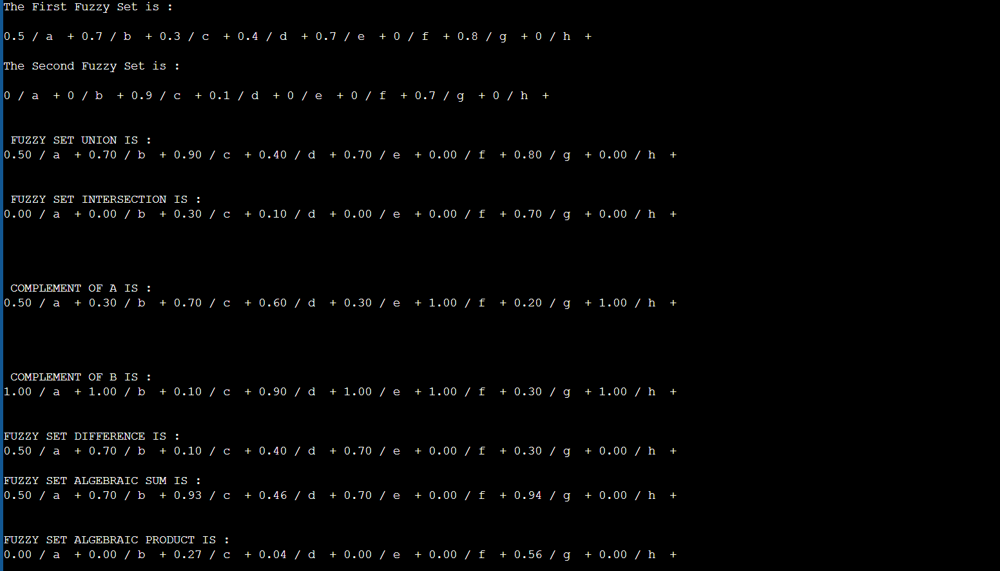 The First Fuzzy Set is :
0.5 / a  + 0.7 / b  + 0.3 / c  + 0.4 / d  + 0.7 / e  + 0 / f  + 0.8 / g  + 0 / h  +
The Second Fuzzy Set is :
0 / a  + 0 / b  + 0.9 / c  + 0.1 / d  + 0 / e  + 0 / f  + 0.7 / g  + 0 / h  +
FUZZY SET UNION IS :
0.50 / a  + 0.70 / b  + 0.90 / c  + 0.40 / d  + 0.70 / e  + 0.00 / f  + 0.80 / g  + 0.00 / h  +
FUZZY SET INTERSECTION IS :
0.00 / a  + 0.00 / b  + 0.30 / c  + 0.10 / d  + 0.00 / e  + 0.00 / f  + 0.70 / g  + 0.00 / h  +
COMPLEMENT OF A IS :
0.50 / a  + 0.30 / b  + 0.70 / c  + 0.60 / d  + 0.30 / e  + 1.00 / f  + 0.20 / g  + 1.00 / h  +
COMPLEMENT OF B IS :
1.00 / a  + 1.00 / b  + 0.10 / c  + 0.90 / d  + 1.00 / e  + 1.00 / f  + 0.30 / g  + 1.00 / h  +
FUZZY SET DIFFERENCE IS :
0.50 / a  + 0.70 / b  + 0.10 / c  + 0.40 / d  + 0.70 / e  + 0.00 / f  + 0.30 / g  + 0.00 / h  +
FUZZY SET ALGEBRAIC SUM IS :
0.50 / a  + 0.70 / b  + 0.93 / c  + 0.46 / d  + 0.70 / e  + 0.00 / f  + 0.94 / g  + 0.00 / h  +
FUZZY SET ALGEBRAIC PRODUCT IS :
0.00 / a  + 0.00 / b  + 0.27 / c  + 0.04 / d  + 0.00 / e  + 0.00 / f  + 0.56 / g  + 0.00 / h  +